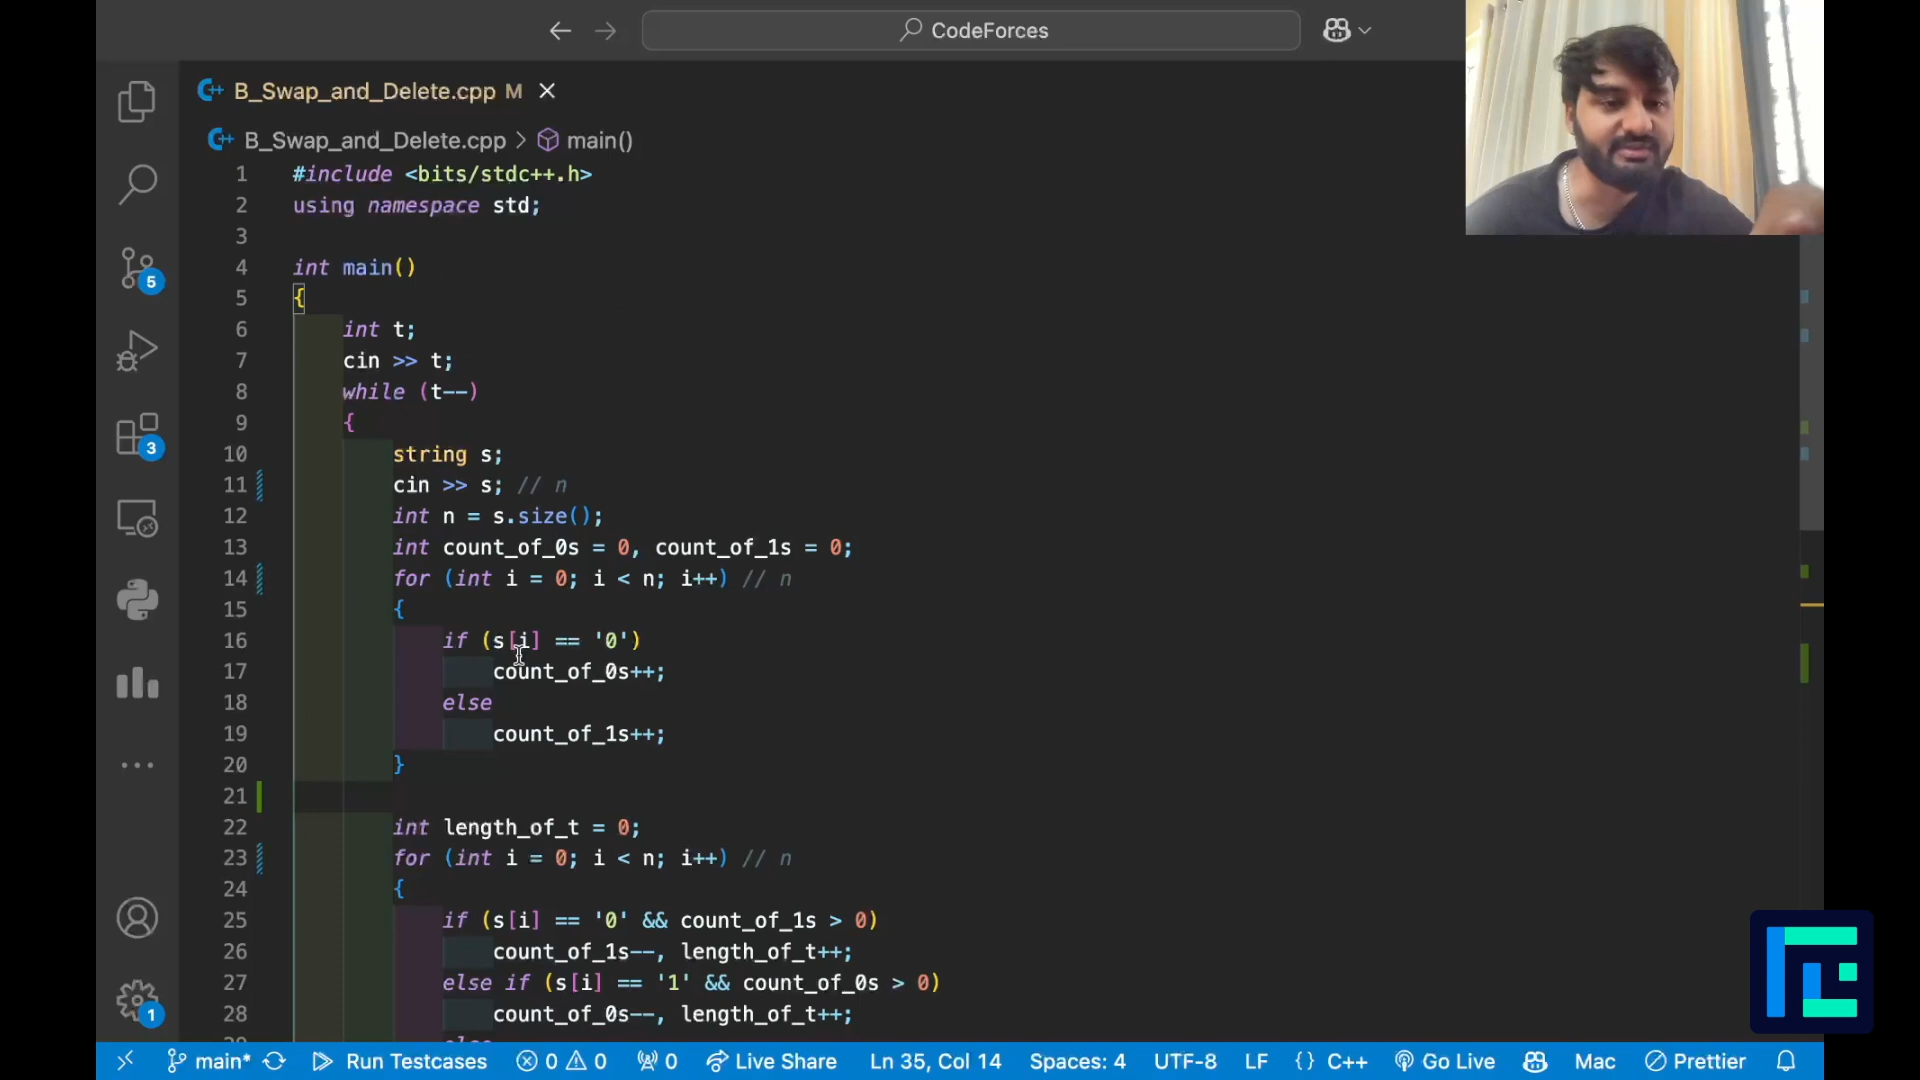 CodeForces
B_Swap_and_Delete.cpp M
B_Swap_and_Delete.cpp > main()
1 #include <bits/stdc++.h>
2 using namespace std;
3
4 int main()
5 {
6 int t;
7 cin >> t;
8 while (t--)
9 {
10 string s;
11 cin >> s; // n
12 int n = s.size();
13 int count_of_0s = 0, count_of_1s = 0;
14 for (int i = 0; i < n; i++) // n
15 {
16 if (s[i] == '0')
17 count_of_0s++;
18 else
19 count_of_1s++;
20 }
21
22 int length_of_t = 0;
23 for (int i = 0; i < n; i++) // n
24 {
25 if (s[i] == '0' && count_of_1s > 0)
26 count_of_1s--, length_of_t++;
27 else if (s[i] == '1' && count_of_0s > 0)
28 count_of_0s--, length_of_t++;
5
3
1
main* Run Testcases 0 0 0 Live Share Ln 35, Col 14 Spaces: 4 UTF-8 LF {} C++ Go Live Mac Prettier